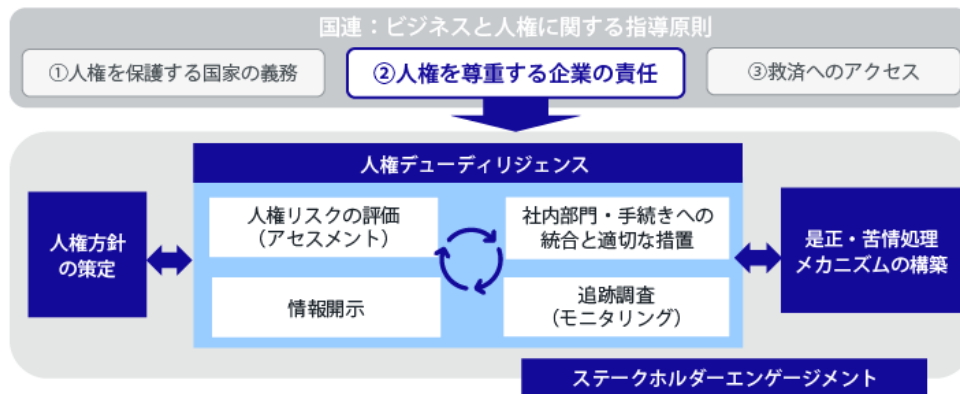 国連：ビジネスと人権に関する指導原則
①人権を保護する国家の義務
②人権を尊重する企業の責任
③救済へのアクセス
人権デューディリジェンス
人権方針
の策定
人権リスクの評価
（アセスメント）
社内部門・手続きへの
統合と適切な措置
情報開示
追跡調査
（モニタリング）
是正・苦情処理
メカニズムの構築
ステークホルダーエンゲージメント